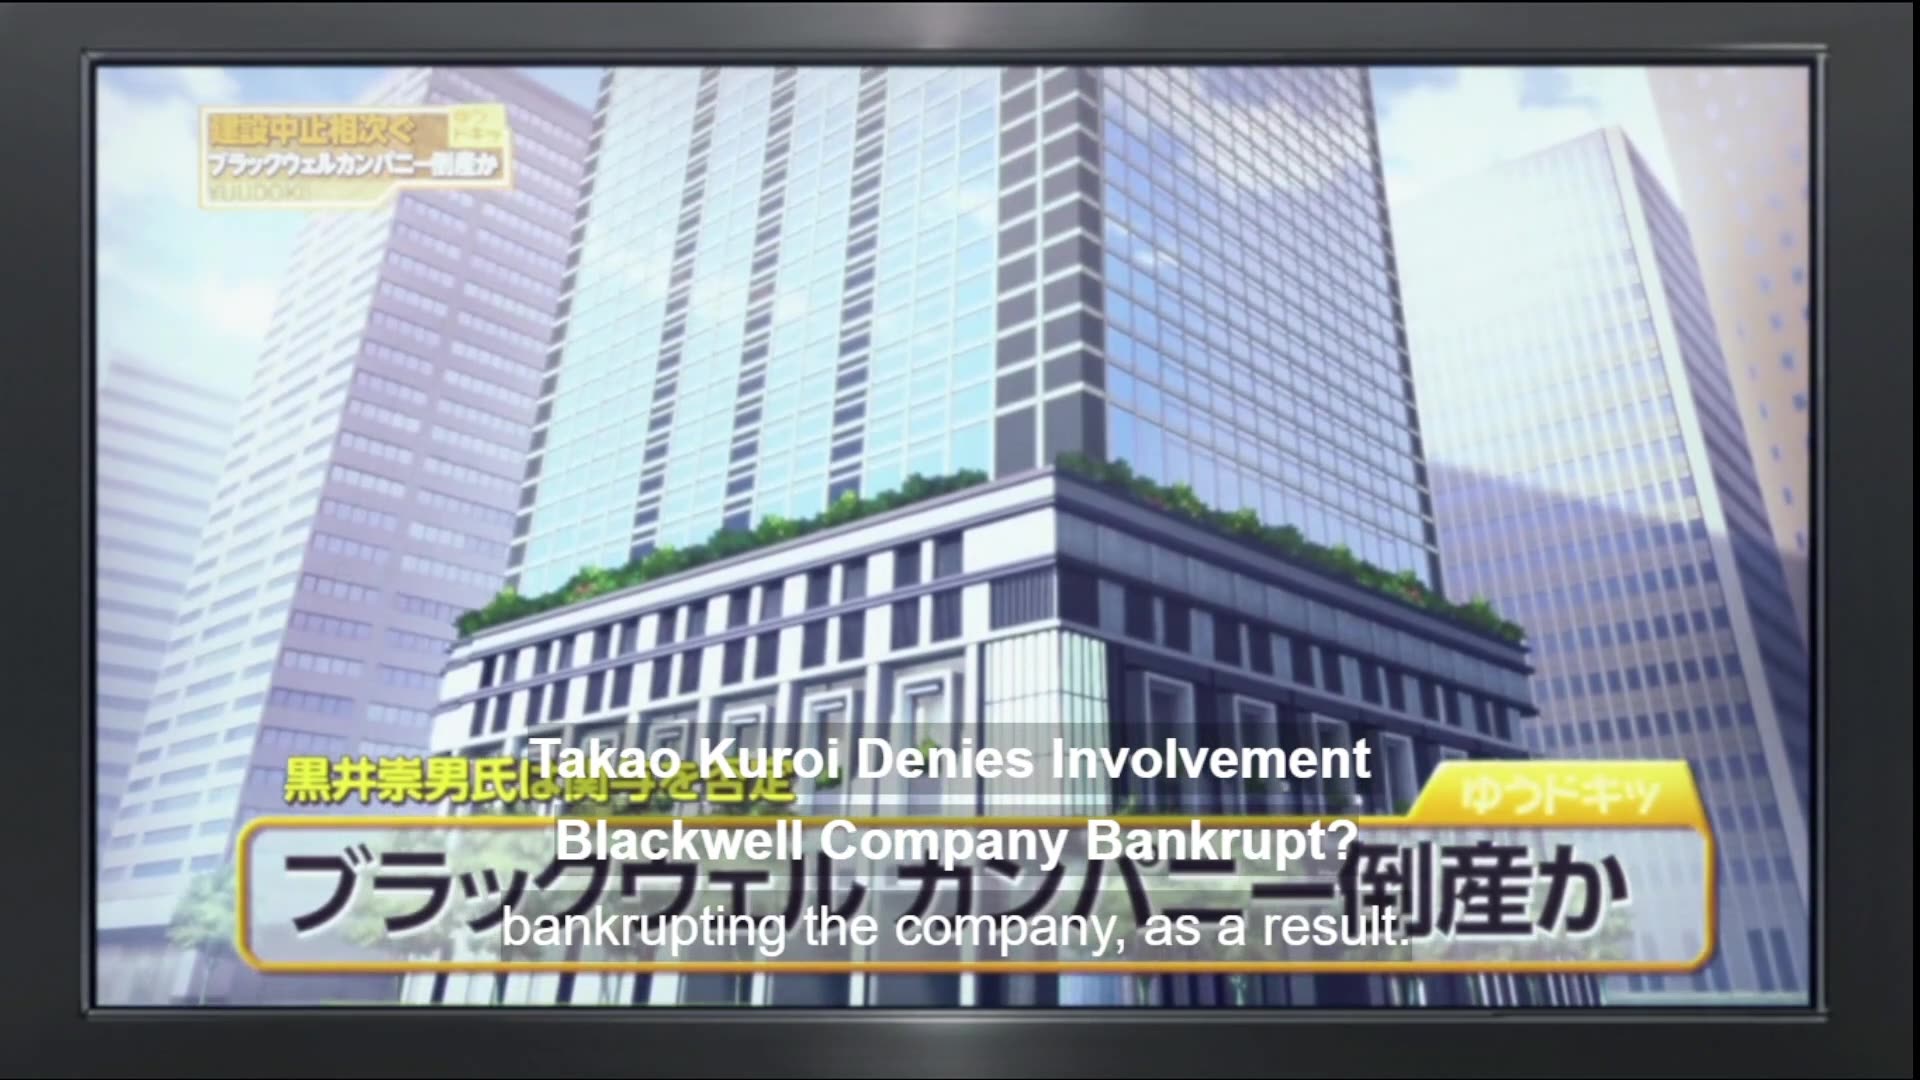 建設中止相次ぐ
ゆう
ドキッ
ブラックウェルカンパニー倒産か
YUUDOKI!
黒井崇男氏は関与を否定
Takao Kuroi Denies Involvement
ゆうドキッ
Blackwell Company Bankrupt?
ブラックウェルカンパニー倒産か
bankrupting the company, as a result.